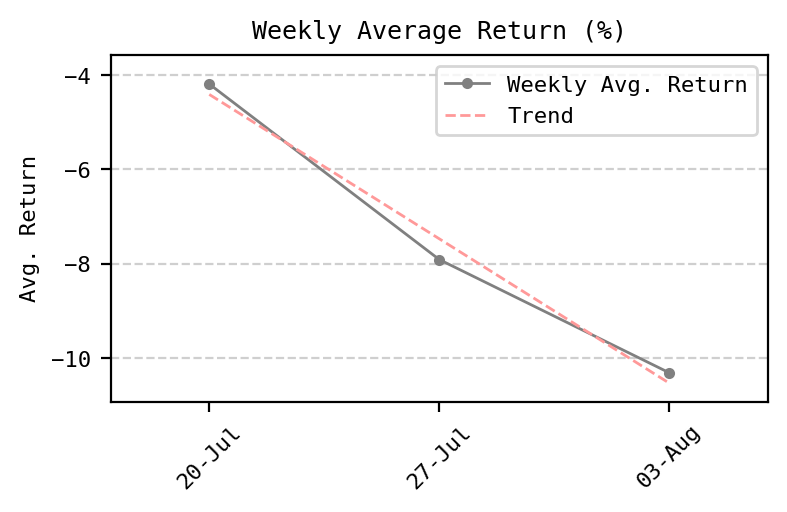 Weekly Average Return (%)
Weekly Avg. Return
Trend
Avg. Return
−4
−6
−8
−10
20-Jul
27-Jul
03-Aug